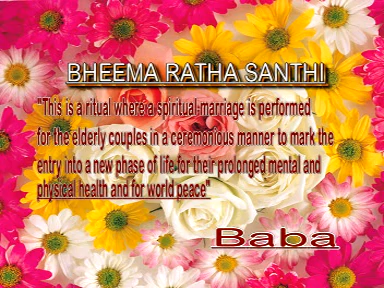 BHEEMA RATHA SANTHI
"This is a ritual where a spiritual marriage is performed
for the elderly couples in a ceremonious manner to mark the
entry into a new phase of life for their prolonged mental and
physical health and for world peace"
Baba